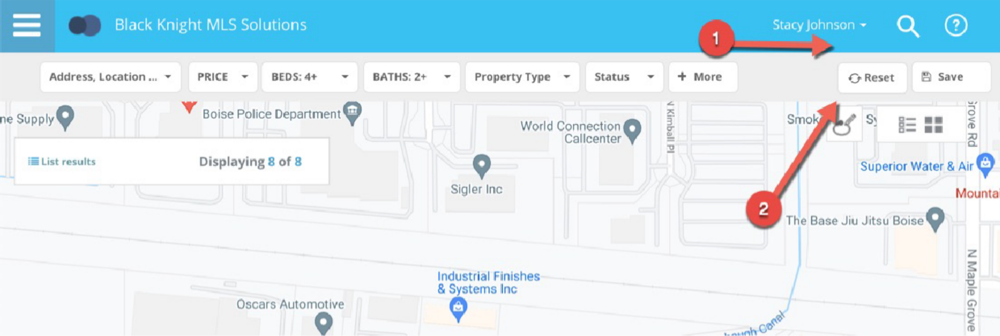 Black Knight MLS Solutions
Stacy Johnson
?
1
Address, Location ...
PRICE
BEDS: 4+
BATHS: 2+
Property Type
Status
+ More
Reset
Save
ne Supply
Boise Police Department
World Connection
Callcenter
N Kimball Pl
Smok
Sy
Grove Rd
List results
Displaying 8 of 8
Superior Water & Air
Sigler Inc
Mountai
2
The Base Jiu Jitsu Boise
Industrial Finishes
& Systems Inc
N Maple Grove
Oscars Automotive
Canal